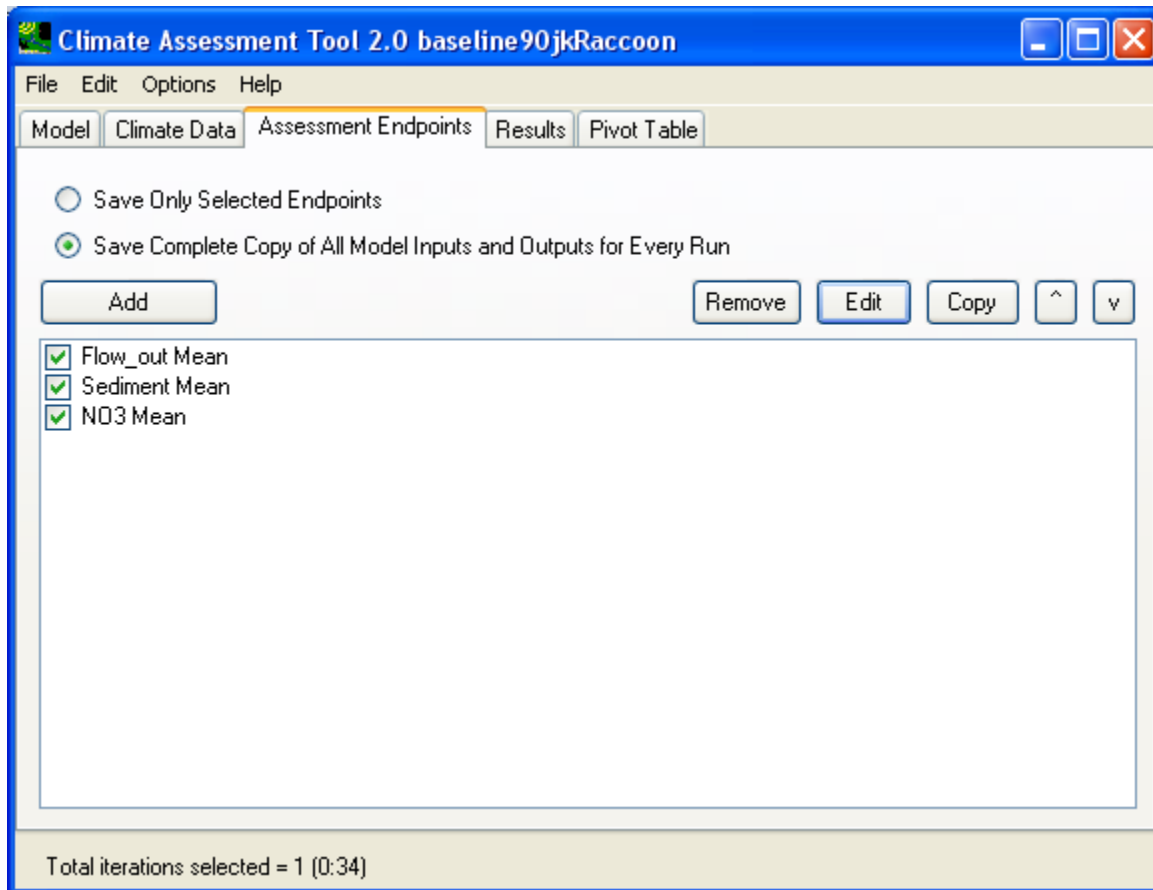 Climate Assessment Tool 2.0 baseline90jkRaccoon
File Edit Options Help
Model Climate Data Assessment Endpoints Results Pivot Table
Save Only Selected Endpoints
Save Complete Copy of All Model Inputs and Outputs for Every Run
Add Remove Edit Copy ^ v
Flow_out Mean
Sediment Mean
NO3 Mean
Total iterations selected = 1 (0:34)